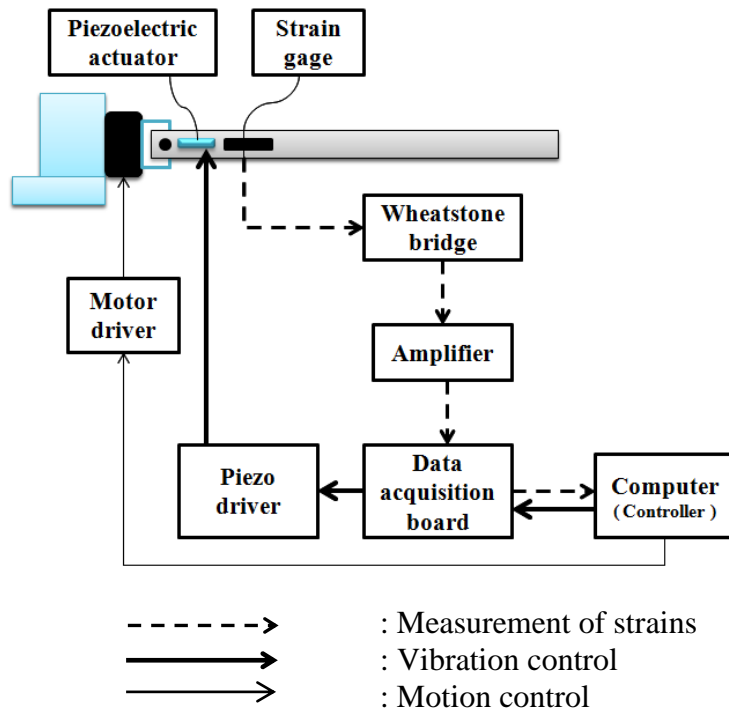 Piezoelectric
actuator
Strain
gage
Wheatstone
bridge
Motor
driver
Amplifier
Piezo
driver
Data
acquisition
board
Computer
( Controller )
: Measurement of strains
: Vibration control
: Motion control